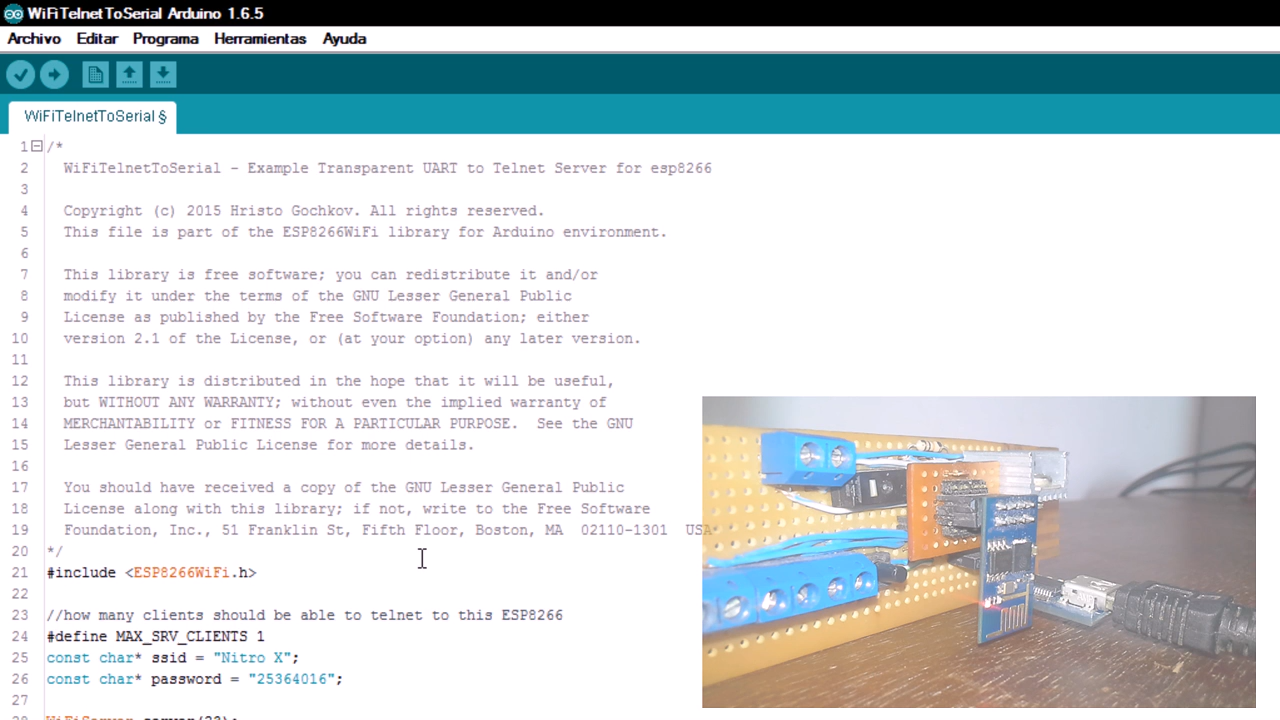 WiFiTelnetToSerial Arduino 1.6.5
Archivo Editar Programa Herramientas Ayuda
WiFiTelnetToSerial §
1 /*
2 WiFiTelnetToSerial - Example Transparent UART to Telnet Server for esp8266
3
4 Copyright (c) 2015 Hristo Gochkov. All rights reserved.
5 This file is part of the ESP8266WiFi library for Arduino environment.
6
7 This library is free software; you can redistribute it and/or
8 modify it under the terms of the GNU Lesser General Public
9 License as published by the Free Software Foundation; either
10 version 2.1 of the License, or (at your option) any later version.
11
12 This library is distributed in the hope that it will be useful,
13 but WITHOUT ANY WARRANTY; without even the implied warranty of
14 MERCHANTABILITY or FITNESS FOR A PARTICULAR PURPOSE.  See the GNU
15 Lesser General Public License for more details.
16
17 You should have received a copy of the GNU Lesser General Public
18 License along with this library; if not, write to the Free Software
19 Foundation, Inc., 51 Franklin St, Fifth Floor, Boston, MA  02110-1301  USA
20 */
21 #include <ESP8266WiFi.h>
22
23 //how many clients should be able to telnet to this ESP8266
24 #define MAX_SRV_CLIENTS 1
25 const char* ssid = "Nitro X";
26 const char* password = "25364016";
27
28 WiFiServer server(23);